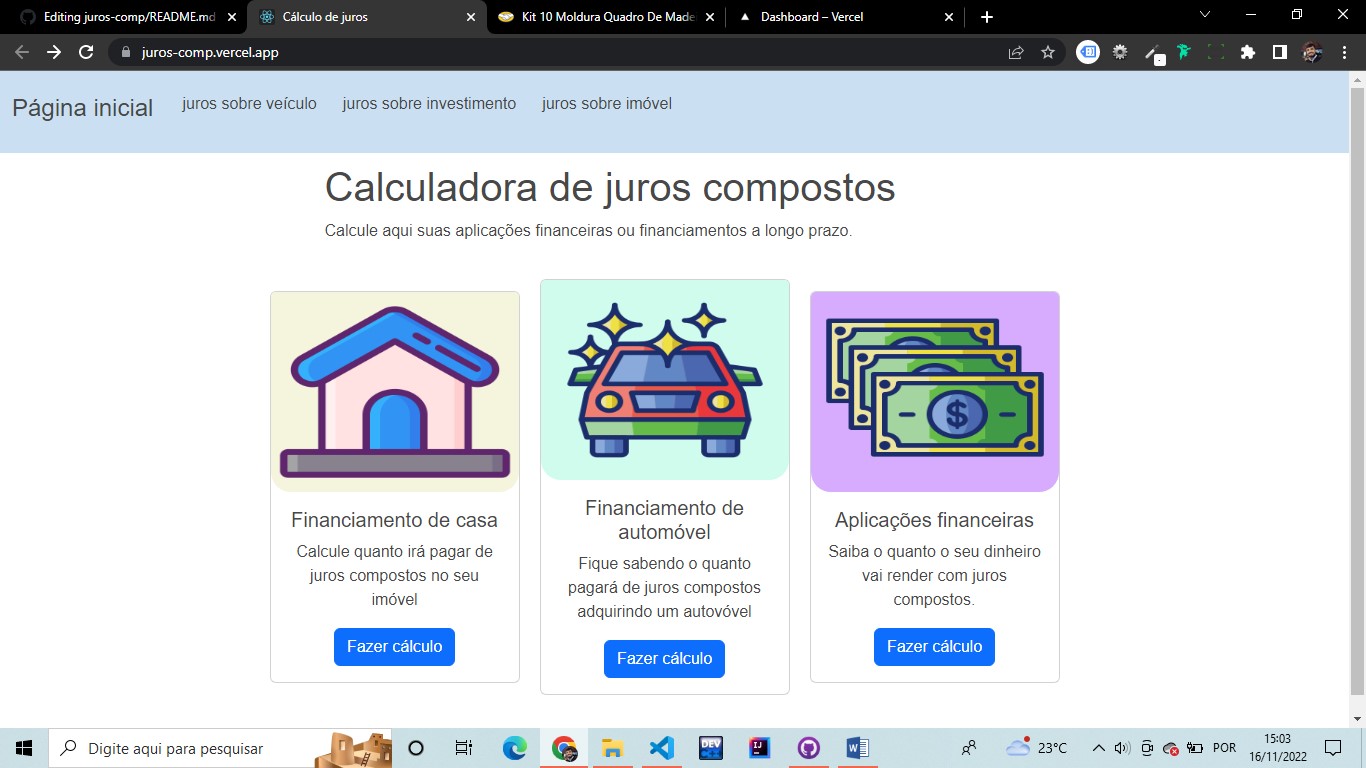 Editing juros-comp/README.md
Cálculo de juros
Kit 10 Moldura Quadro De Made
Dashboard – Vercel
juros-comp.vercel.app
Página inicial
juros sobre veículo
juros sobre investimento
juros sobre imóvel
Calculadora de juros compostos
Calcule aqui suas aplicações financeiras ou financiamentos a longo prazo.
Financiamento de casa
Calcule quanto irá pagar de
juros compostos no seu
imóvel
Fazer cálculo
Financiamento de
automóvel
Fique sabendo o quanto
pagará de juros compostos
adquirindo um autovóvel
Fazer cálculo
$
Aplicações financeiras
Saiba o quanto o seu dinheiro
vai render com juros
compostos.
Fazer cálculo
Digite aqui para pesquisar
DEV
IJ
W
23°C
POR
15:03
16/11/2022